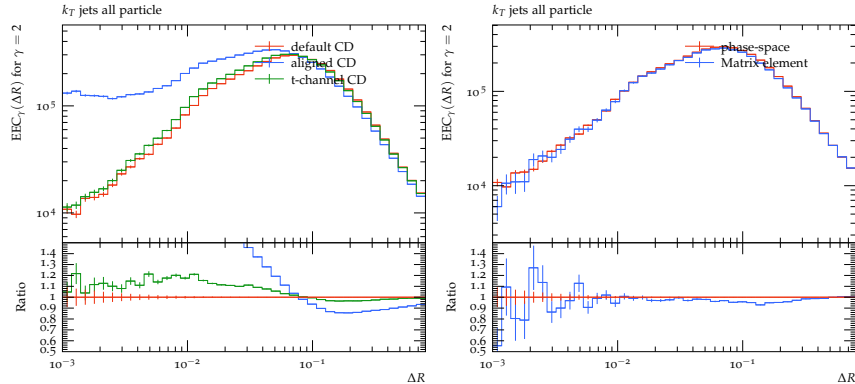 k_T jets all particle
EEC_γ(ΔR) for γ = 2
default CD
aligned CD
t-channel CD
10^5
10^4
Ratio
1.4
1.3
1.2
1.1
1
0.9
0.8
0.7
0.6
0.5
10^−3
10^−2
10^−1
ΔR
k_T jets all particle
EEC_γ(ΔR) for γ = 2
phase-space
Matrix element
10^5
10^4
Ratio
1.4
1.3
1.2
1.1
1
0.9
0.8
0.7
0.6
0.5
10^−3
10^−2
10^−1
ΔR